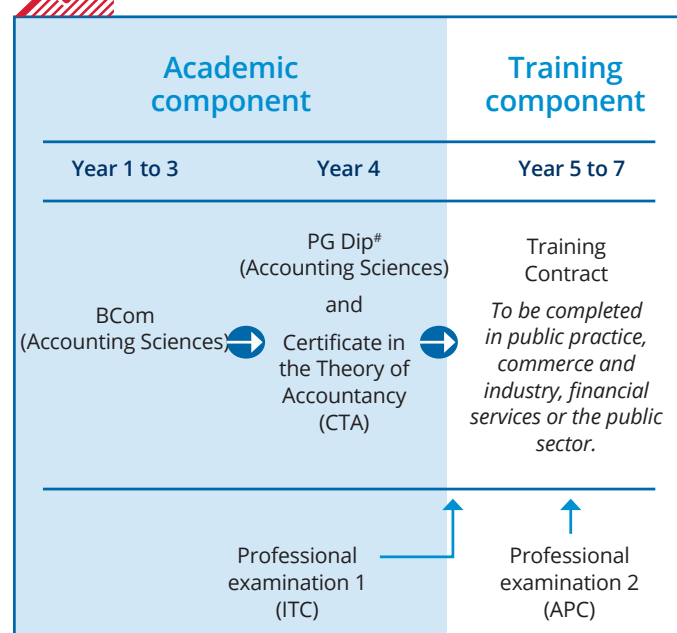 Academic
component
Training
component
Year 1 to 3
Year 4
Year 5 to 7
BCom
(Accounting Sciences)
PG Dip#
(Accounting Sciences)
and
Certificate in
the Theory of
Accountancy
(CTA)
Training
Contract
To be completed
in public practice,
commerce and
industry, financial
services or the public
sector.
Professional
examination 1
(ITC)
Professional
examination 2
(APC)